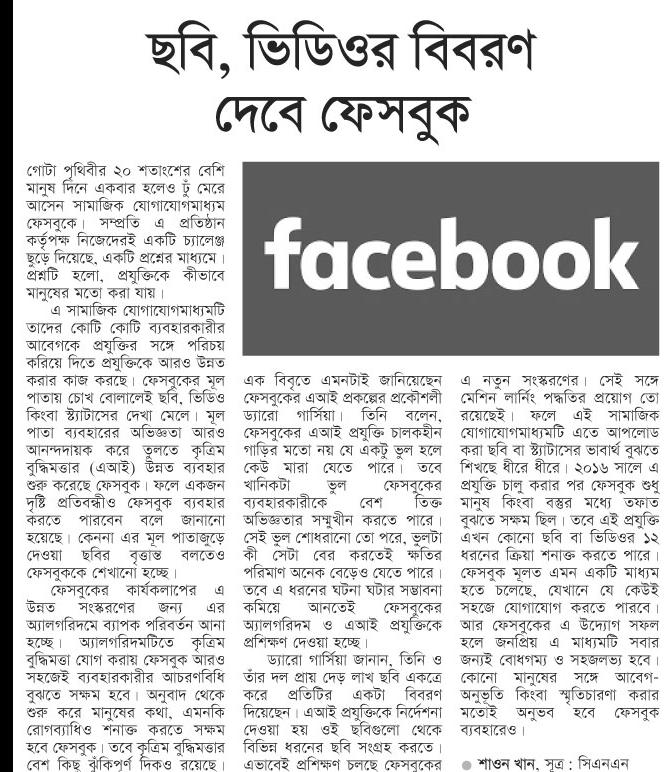 ছবি, ভিডিওর বিবরণ
দেবে ফেসবুক
গোটা পৃথিবীর ২০ শতাংশের বেশি
মানুষ দিনে একবার হলেও ঢুঁ মেরে
আসেন সামাজিক যোগাযোগমাধ্যম
ফেসবুকে। সম্প্রতি এ প্রতিষ্ঠান
কর্তৃপক্ষ নিজেদেরই একটি চ্যালেঞ্জ
ছুড়ে দিয়েছে, একটি প্রশ্নের মাধ্যমে।
প্রশ্নটি হলো, প্রযুক্তিকে কীভাবে
মানুষের মতো করা যায়।
এ সামাজিক যোগাযোগমাধ্যমটি
তাদের কোটি কোটি ব্যবহারকারীর
আবেগকে প্রযুক্তির সঙ্গে পরিচয়
করিয়ে দিতে প্রযুক্তিকে আরও উন্নত
করার কাজ করছে। ফেসবুকের মূল
পাতায় চোখ বোলালেই ছবি, ভিডিও
কিংবা স্ট্যাটাসের দেখা মেলে। মূল
পাতা ব্যবহারের অভিজ্ঞতা আরও
আনন্দদায়ক করে তুলতে কৃত্রিম
বুদ্ধিমত্তার (এআই) উন্নত ব্যবহার
শুরু করেছে ফেসবুক। ফলে একজন
দৃষ্টি প্রতিবন্ধীও ফেসবুক ব্যবহার
করতে পারবেন বলে জানানো
হয়েছে। কেননা এর মূল পাতাজুড়ে
দেওয়া ছবির বৃত্তান্ত বলতেও
ফেসবুককে শেখানো হচ্ছে।
ফেসবুকের কার্যকলাপের এ
উন্নত সংস্করণের জন্য এর
অ্যালগরিদমে ব্যাপক পরিবর্তন আনা
হচ্ছে। অ্যালগরিদমটিতে কৃত্রিম
বুদ্ধিমত্তা যোগ করায় ফেসবুক আরও
সহজেই ব্যবহারকারীর আচরণবিধি
বুঝতে সক্ষম হবে। অনুবাদ থেকে
শুরু করে মানুষের কথা, এমনকি
রোগব্যাধিও শনাক্ত করতে সক্ষম
হবে ফেসবুক। তবে কৃত্রিম বুদ্ধিমত্তার
বেশ কিছু ঝুঁকিপূর্ণ দিকও রয়েছে।
facebook
এক বিবৃতে এমনটাই জানিয়েছেন
ফেসবুকের এআই প্রকল্পের প্রকৌশলী
ড্যারো গার্সিয়া। তিনি বলেন,
ফেসবুকের এআই প্রযুক্তি চালকহীন
গাড়ির মতো নয় যে একটু ভুল হলে
কেউ মারা যেতে পারে। তবে
খানিকটা ভুল ফেসবুকের
ব্যবহারকারীকে বেশ তিক্ত
অভিজ্ঞতার সম্মুখীন করতে পারে।
সেই ভুল শোধরানো তো পরে, ভুলটা
কী সেটা বের করতেই ক্ষতির
পরিমাণ অনেক বেড়েও যেতে পারে।
তবে এ ধরনের ঘটনা ঘটার সম্ভাবনা
কমিয়ে আনতেই ফেসবুকের
অ্যালগরিদম ও এআই প্রযুক্তিকে
প্রশিক্ষণ দেওয়া হচ্ছে।
ড্যারো গার্সিয়া জানান, তিনি ও
তাঁর দল প্রায় দেড় লাখ ছবি একত্রে
করে প্রতিটির একটা বিবরণ
দিয়েছেন। এআই প্রযুক্তিকে নির্দেশনা
দেওয়া হয় ওই ছবিগুলো থেকে
বিভিন্ন ধরনের ছবি সংগ্রহ করতে।
এভাবেই প্রশিক্ষণ চলছে ফেসবুকের
এ নতুন সংস্করণের। সেই সঙ্গে
মেশিন লার্নিং পদ্ধতির প্রয়োগ তো
রয়েছেই। ফলে এই সামাজিক
যোগাযোগমাধ্যমটি এতে আপলোড
করা ছবি বা স্ট্যাটাসের ভাবার্থ বুঝতে
শিখছে ধীরে ধীরে। ২০১৬ সালে এ
প্রযুক্তি চালু করার পর ফেসবুক শুধু
মানুষ কিংবা বস্তুর মধ্যে তফাত
বুঝতে সক্ষম ছিল। তবে এই প্রযুক্তি
এখন কোনো ছবি বা ভিডিওর ১২
ধরনের ক্রিয়া শনাক্ত করতে পারে।
ফেসবুক মূলত এমন একটি মাধ্যম
হতে চলেছে, যেখানে যে কেউই
সহজে যোগাযোগ করতে পারবে।
আর ফেসবুকের এ উদ্যোগ সফল
হলে জনপ্রিয় এ মাধ্যমটি সবার
জন্যই বোধগম্য ও সহজলভ্য হবে।
কোনো মানুষের সঙ্গে আবেগ-
অনুভূতি কিংবা স্মৃতিচারণা করার
মতোই অনুভব হবে ফেসবুক
ব্যবহারেও।
● শাওন খান, সূত্র : সিএনএন